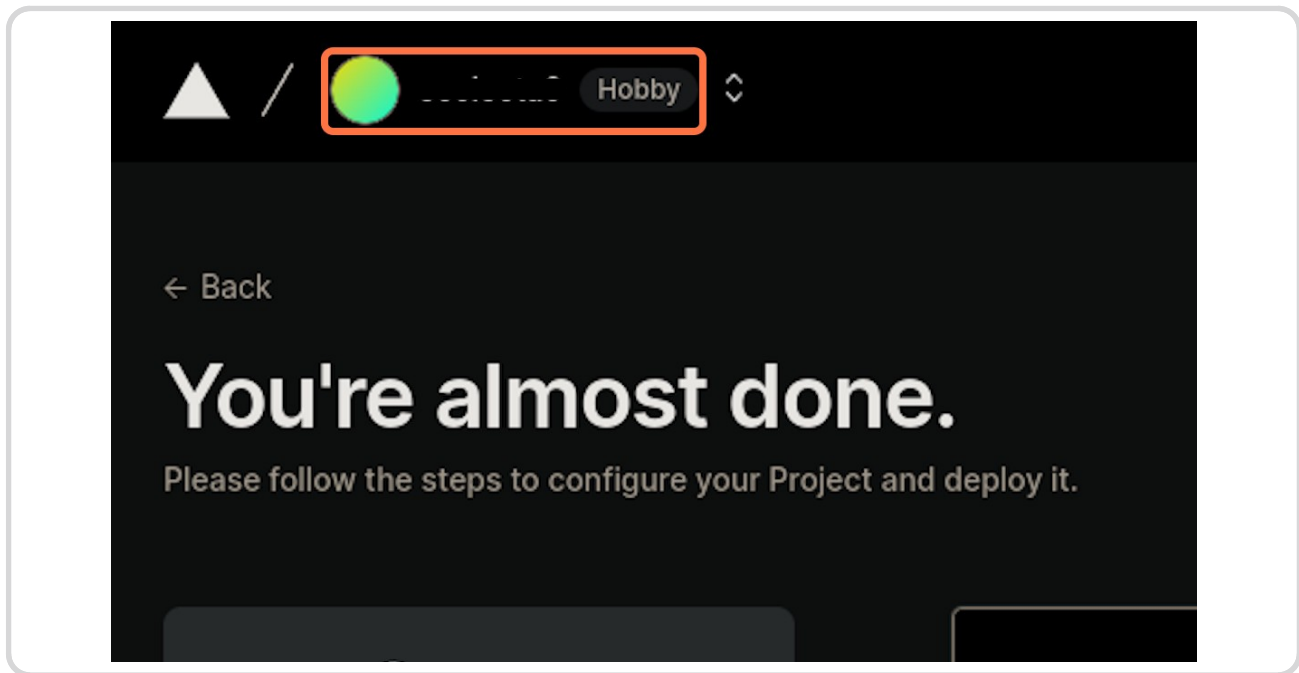 Hobby
← Back
You're almost done.
Please follow the steps to configure your Project and deploy it.